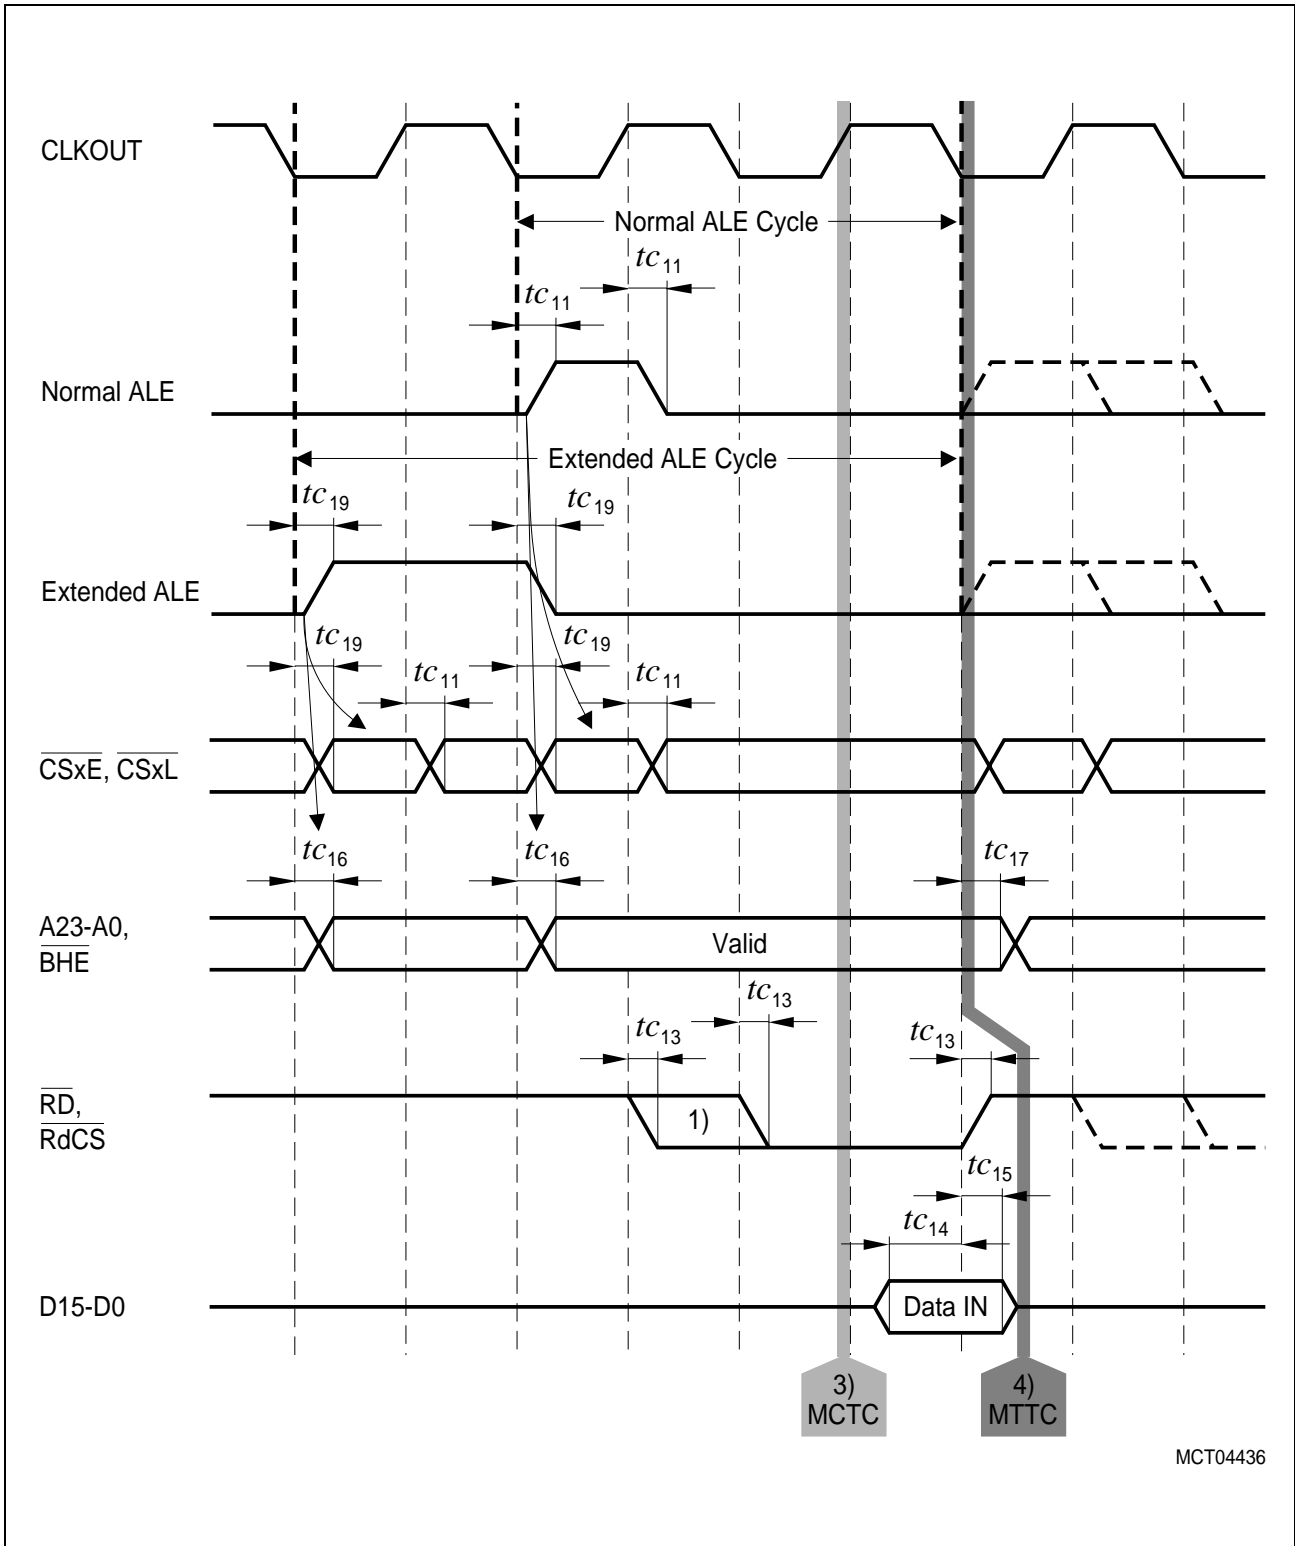 CLKOUT
Normal ALE Cycle
tc11
tc11
Normal ALE
Extended ALE Cycle
tc19
tc19
Extended ALE
tc19
tc19
tc11
tc11
CSxE, CSxL
tc16
tc16
tc17
A23-A0,
BHE
Valid
tc13
tc13
tc13
RD,
RdCS
1)
tc15
tc14
D15-D0
Data IN
3)
MCTC
4)
MTTC
MCT04436